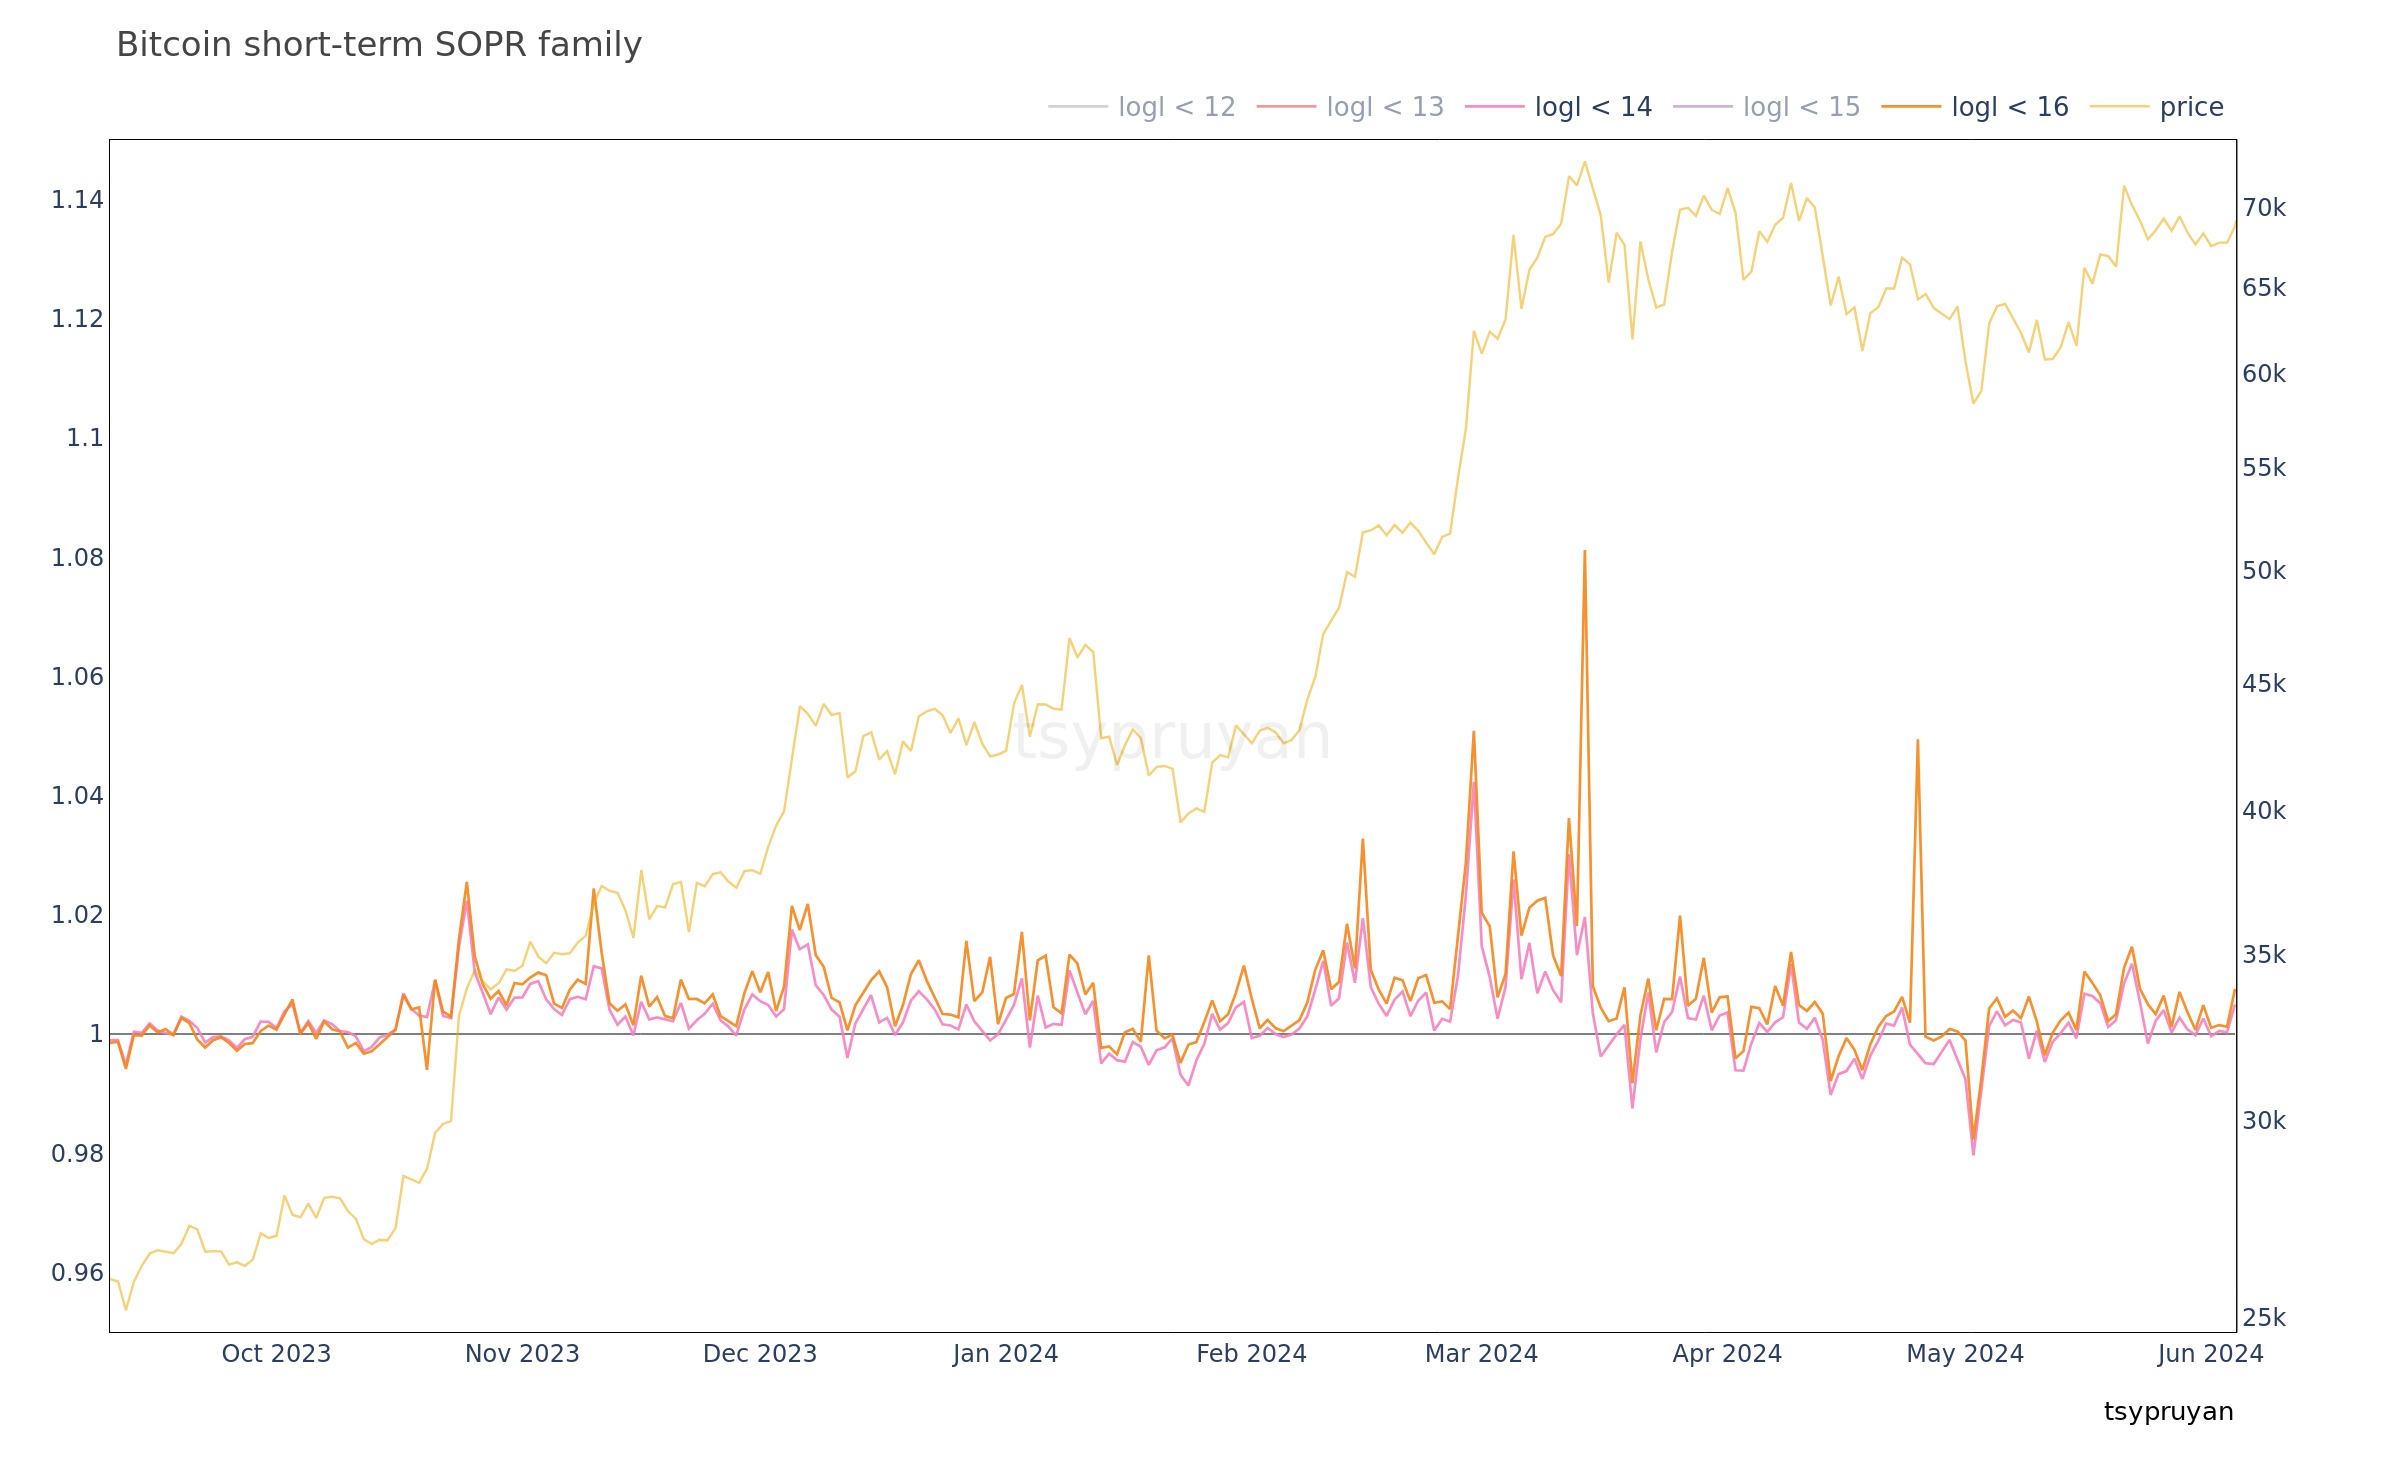 Bitcoin short-term SOPR family
logl < 12 logl < 13 logl < 14 logl < 15 logl < 16 price
1.14
1.12
1.1
1.08
1.06
1.04
1.02
1
0.98
0.96
70k
65k
60k
55k
50k
45k
40k
35k
30k
25k
tsypruyan
Oct 2023 Nov 2023 Dec 2023 Jan 2024 Feb 2024 Mar 2024 Apr 2024 May 2024 Jun 2024
tsypruyan